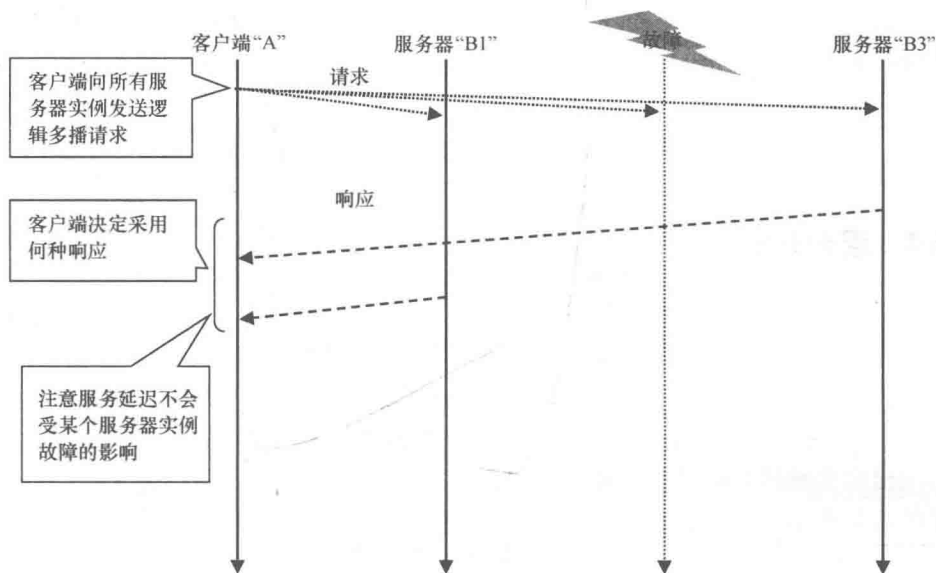 客户端“A”
服务器“B1”
故障
服务器“B3”
客户端向所有服
务器实例发送逻
辑多播请求
请求
响应
客户端决定采用
何种响应
注意服务延迟不会
受某个服务器实例
故障的影响